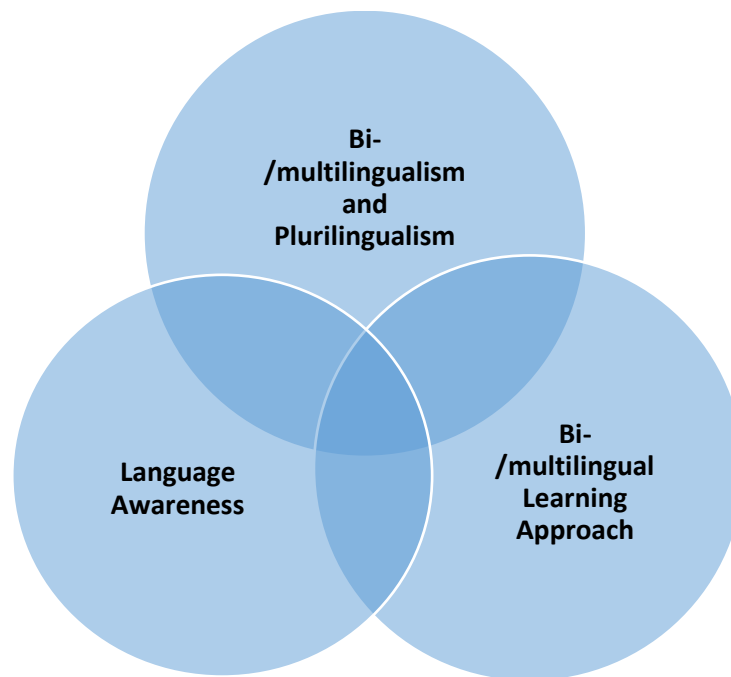 Bi-
/multilingualism
and
Plurilingualism
Language
Awareness
Bi-
/multilingual
Learning
Approach